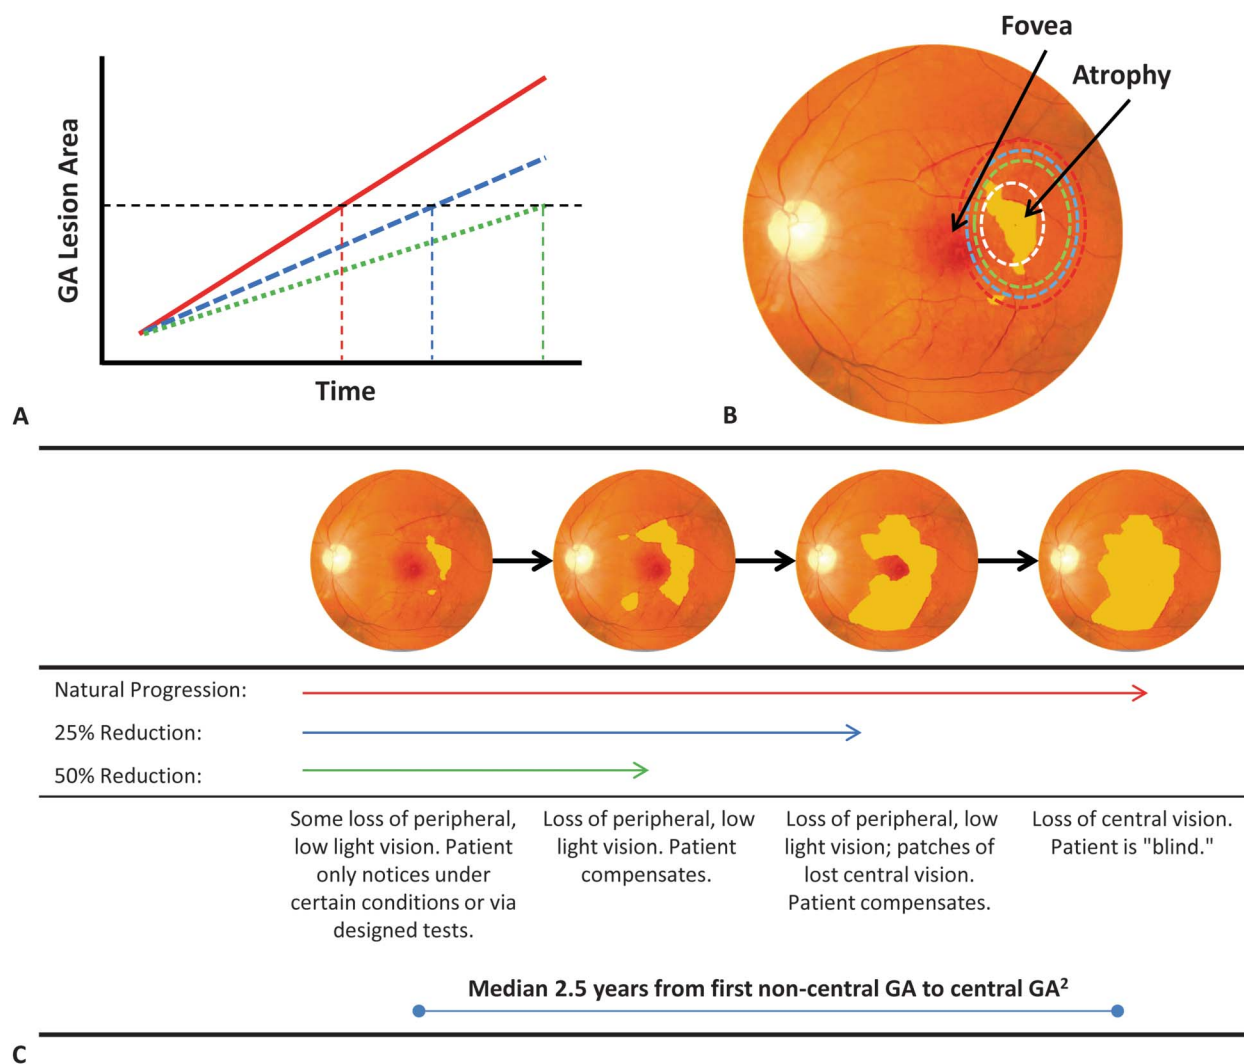 GA Lesion Area
Time
A
Fovea
Atrophy
B
Natural Progression:
25% Reduction:
50% Reduction:
Some loss of peripheral,
low light vision. Patient
only notices under
certain conditions or via
designed tests.
Loss of peripheral, low
light vision. Patient
compensates.
Loss of peripheral, low
light vision; patches of
lost central vision.
Patient compensates.
Loss of central vision.
Patient is "blind."
Median 2.5 years from first non-central GA to central GA²
C